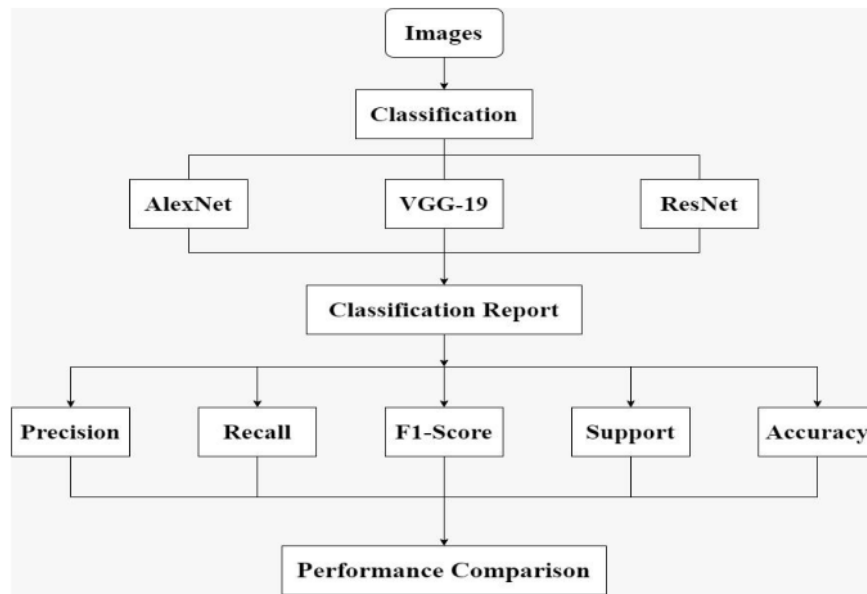 Images
Classification
AlexNet
VGG-19
ResNet
Classification Report
Precision
Recall
F1-Score
Support
Accuracy
Performance Comparison